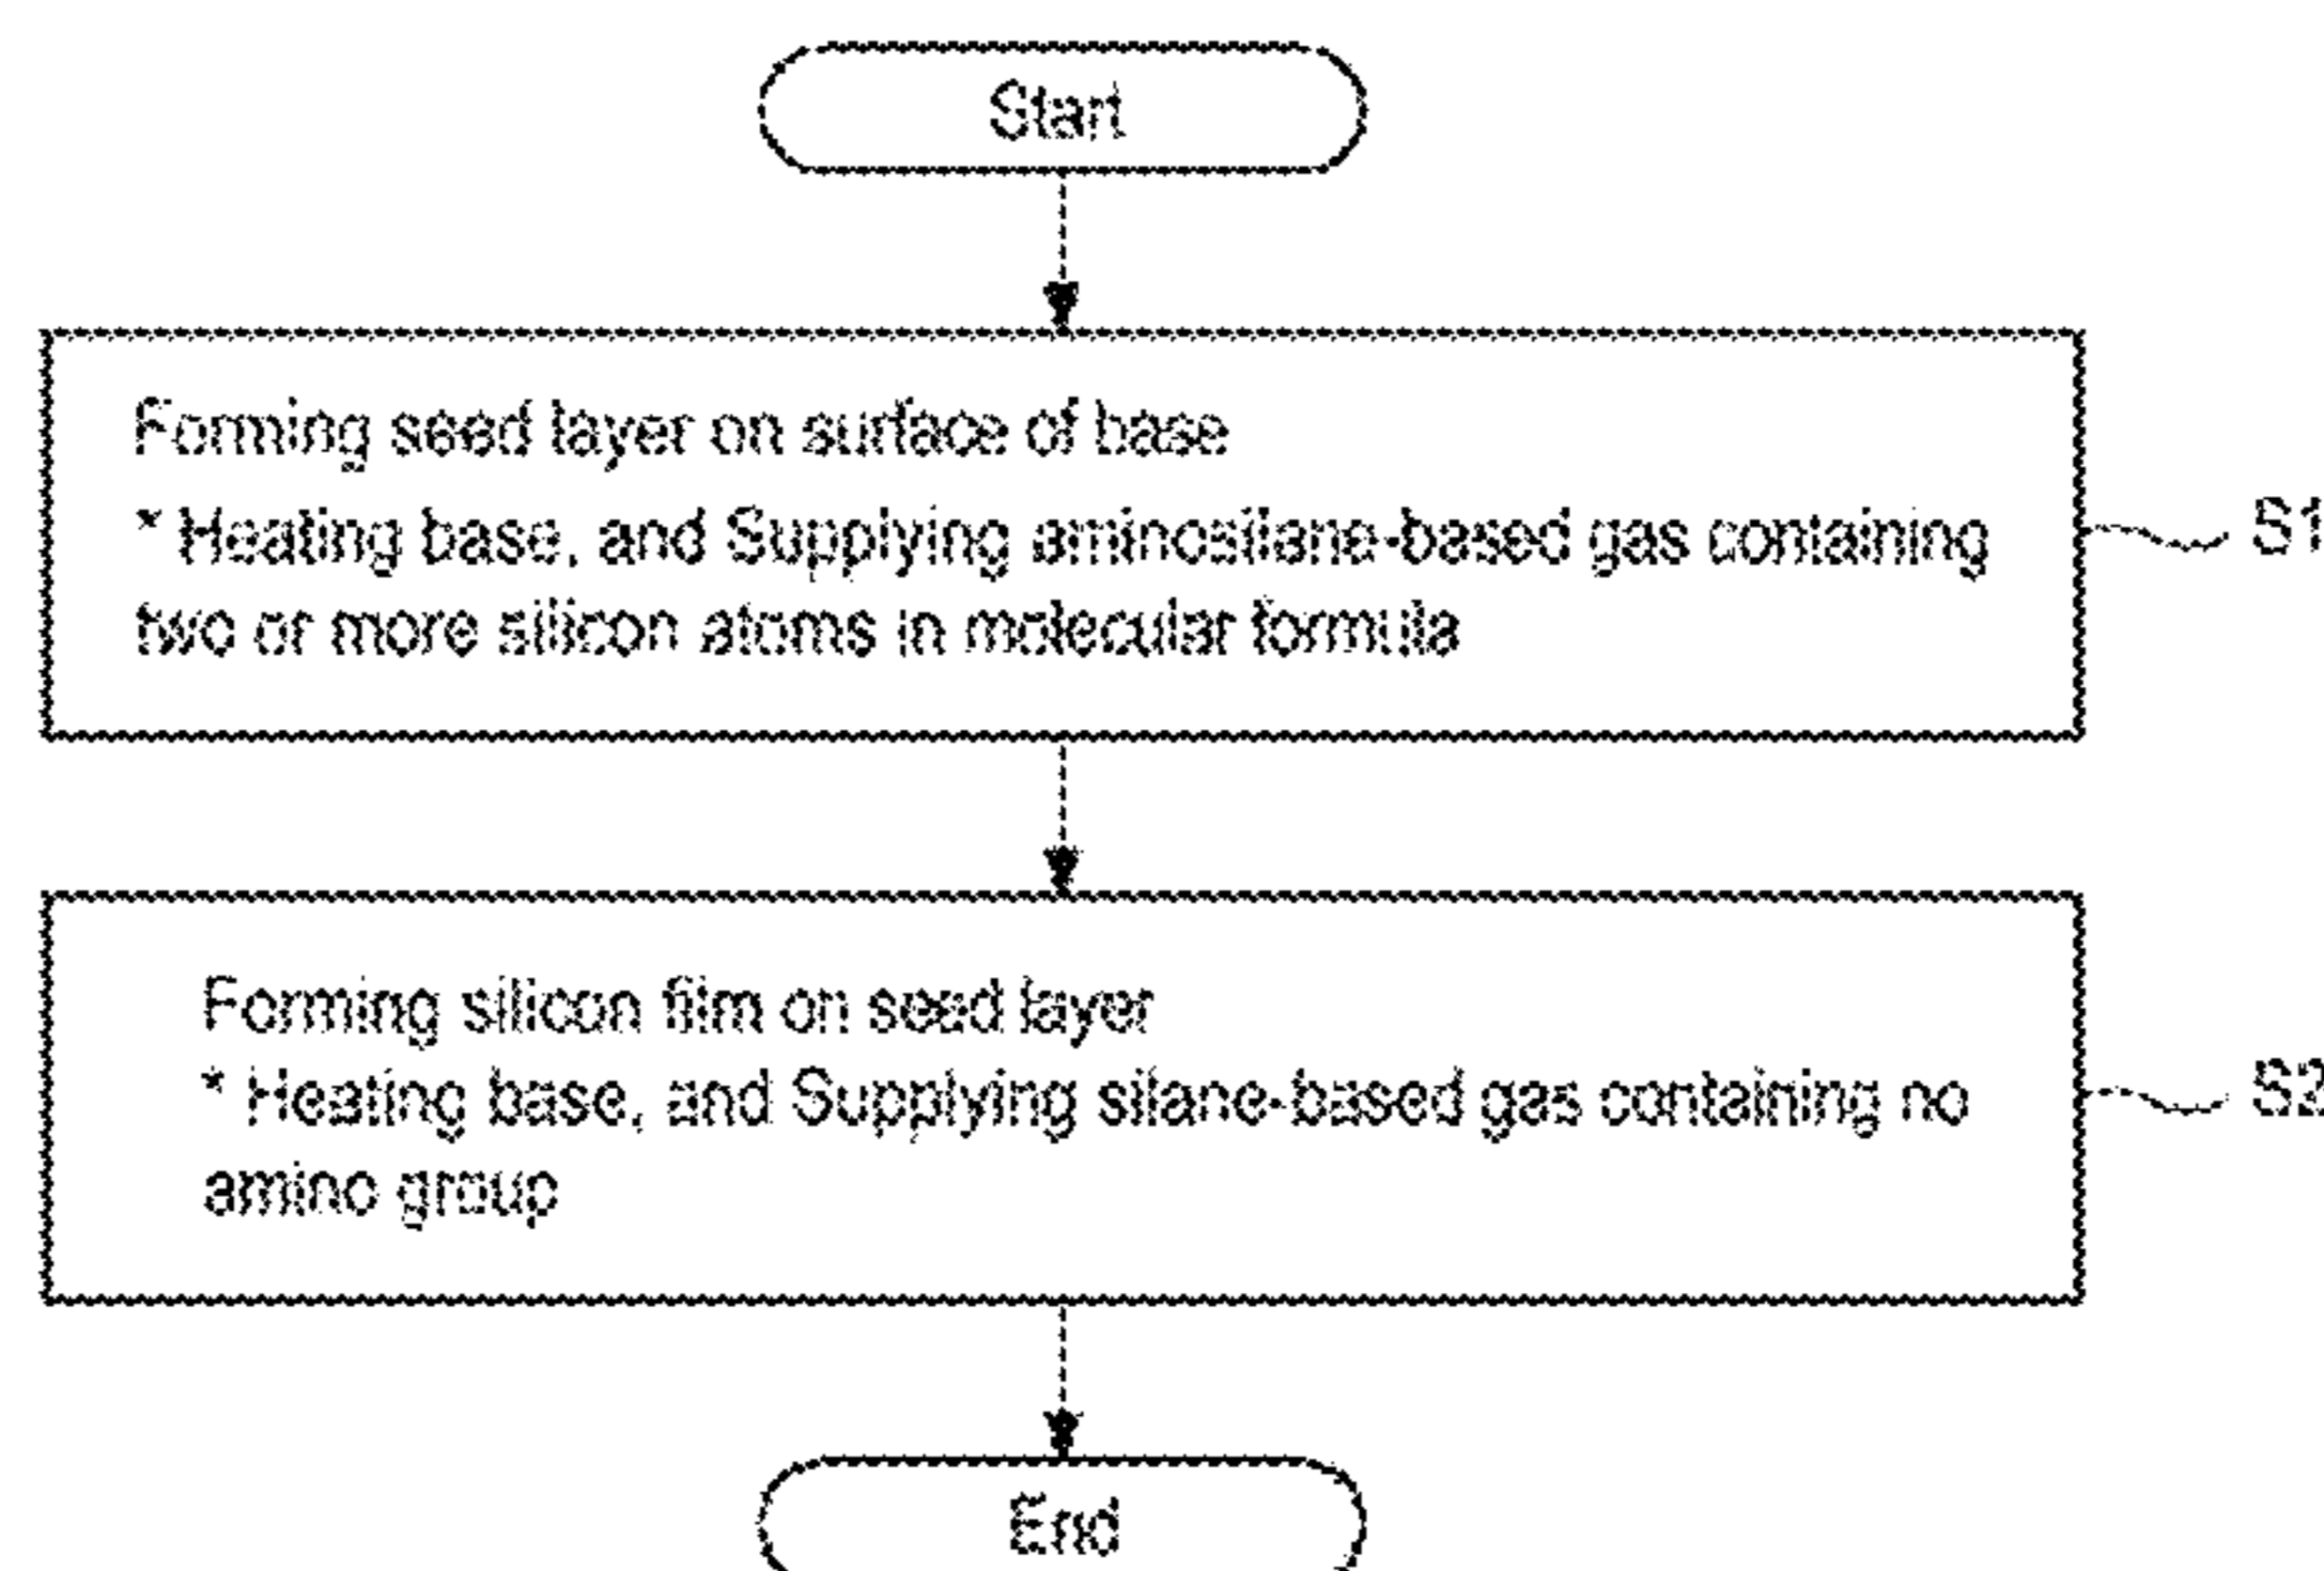 Start
Forming seed layer on surface of base
* Heating base, and Supplying aminosilane-based gas containing
two or more silicon atoms in molecular formula
S1
Forming silicon film on seed layer
* Heating base, and Supplying silane-based gas containing no
amino group
S2
End